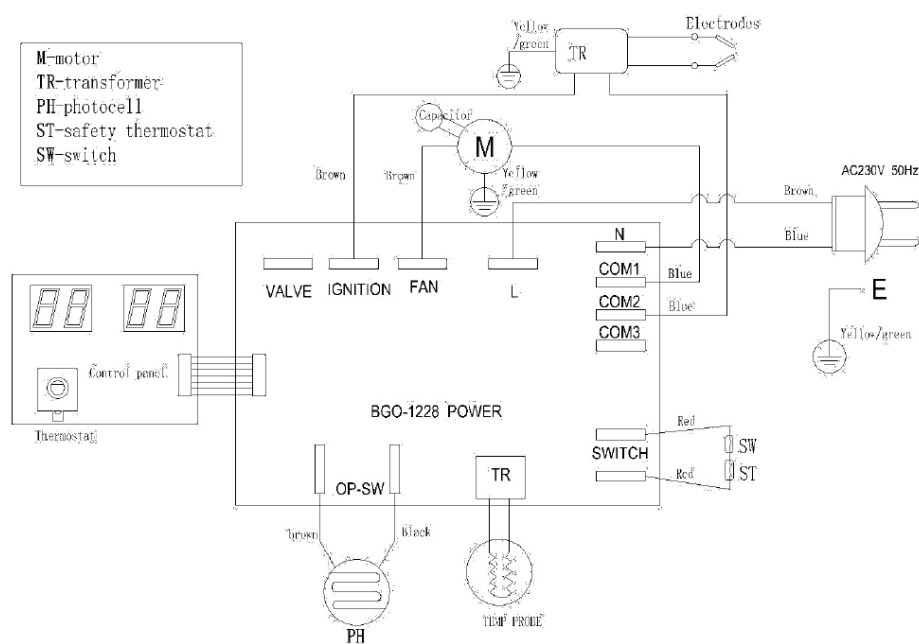 M-motor
TR-transformer
PH-photocell
ST-safety thermostat
SW-switch
Yellow
/green
TR
Electrodes
Capacitor
M
Brown
Brown
Yellow
/green
AC230V 50Hz
Brown
Blue
N
VALVE IGNITION FAN L
COM1 Blue
COM2 Blue
COM3
E
Yellow/green
Control panel
Thermostat
BGO-1228 POWER
Red
SWITCH
SW
ST
Red
OP-SW
TR
Brown
Black
PH
TEMP PROBE